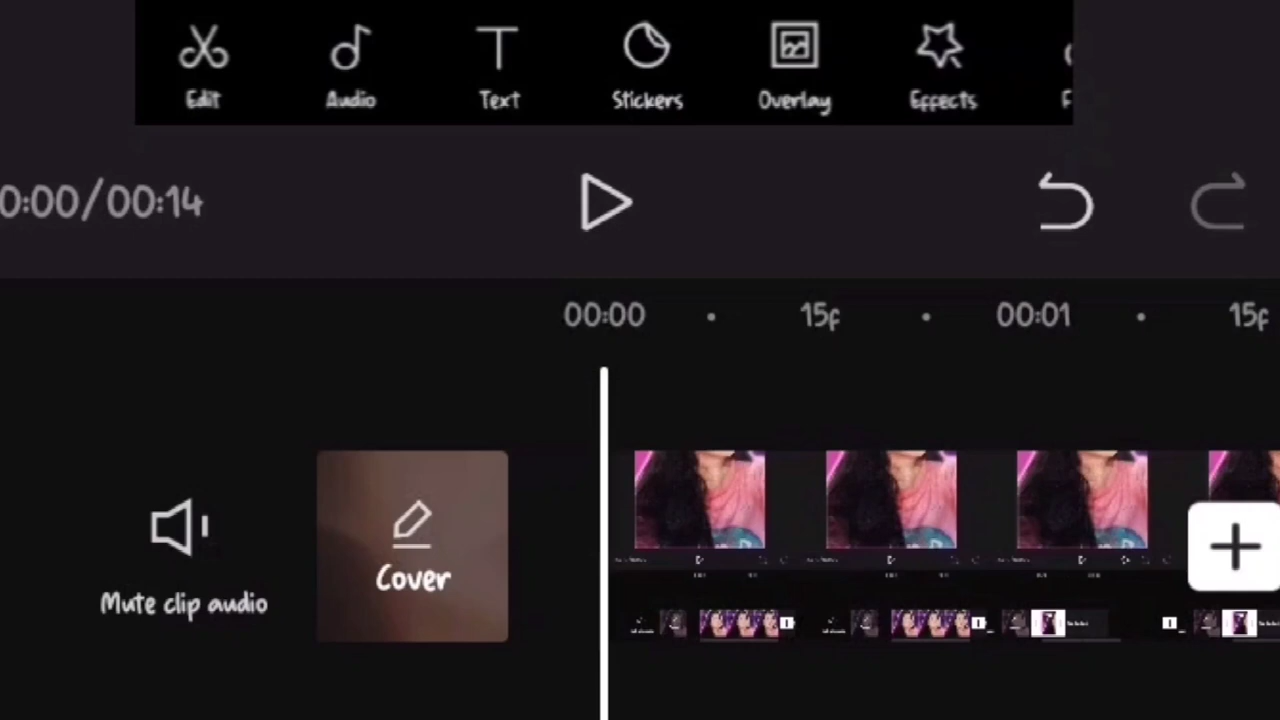 Edit Audio Text Stickers Overlay Effects F
0:00/00:14
00:00 15f 00:01 15f
Cover
Mute clip audio